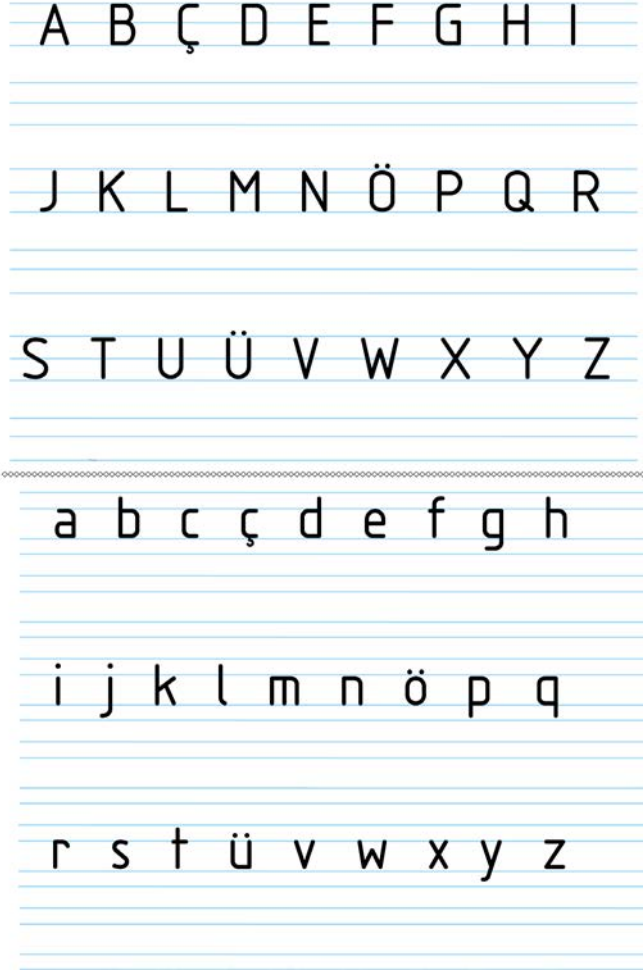 A B Ç D E F G H I
J K L M N Ö P Q R
S T U Ü V W X Y Z
a b c ç d e f g h
i j k l m n ö p q
r s t ü v w x y z